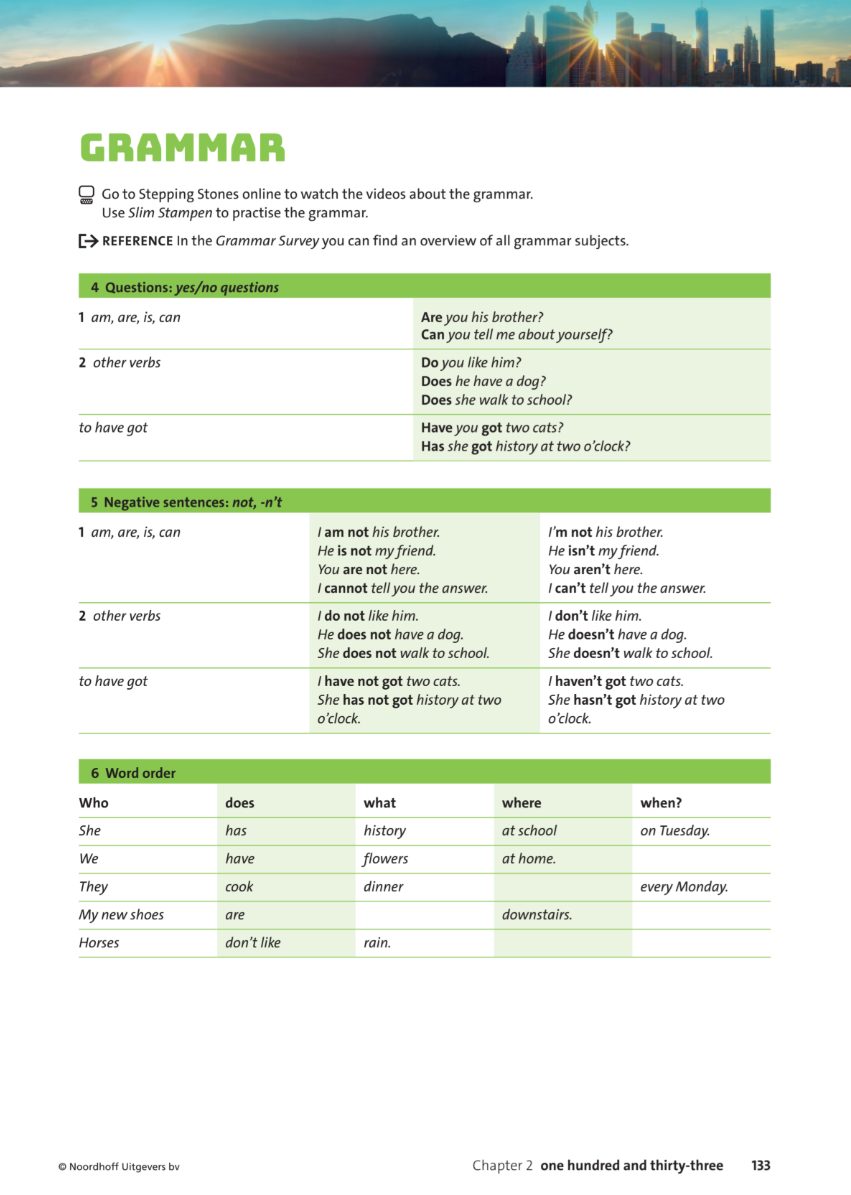 GRAMMAR
Go to Stepping Stones online to watch the videos about the grammar.
Use Slim Stampen to practise the grammar.
REFERENCE In the Grammar Survey you can find an overview of all grammar subjects.
4 Questions: yes/no questions
1 am, are, is, can
Are you his brother?
Can you tell me about yourself?
2 other verbs
Do you like him?
Does he have a dog?
Does she walk to school?
to have got
Have you got two cats?
Has she got history at two o’clock?
5 Negative sentences: not, -n’t
1 am, are, is, can
I am not his brother.
He is not my friend.
You are not here.
I cannot tell you the answer.
I’m not his brother.
He isn’t my friend.
You aren’t here.
I can’t tell you the answer.
2 other verbs
I do not like him.
He does not have a dog.
She does not walk to school.
I don’t like him.
He doesn’t have a dog.
She doesn’t walk to school.
to have got
I have not got two cats.
She has not got history at two
o’clock.
I haven’t got two cats.
She hasn’t got history at two
o’clock.
6 Word order
Who does what where when?
She has history at school on Tuesday.
We have flowers at home.
They cook dinner every Monday.
My new shoes are downstairs.
Horses don’t like rain.
© Noordhoff Uitgevers bv
Chapter 2 one hundred and thirty-three 133